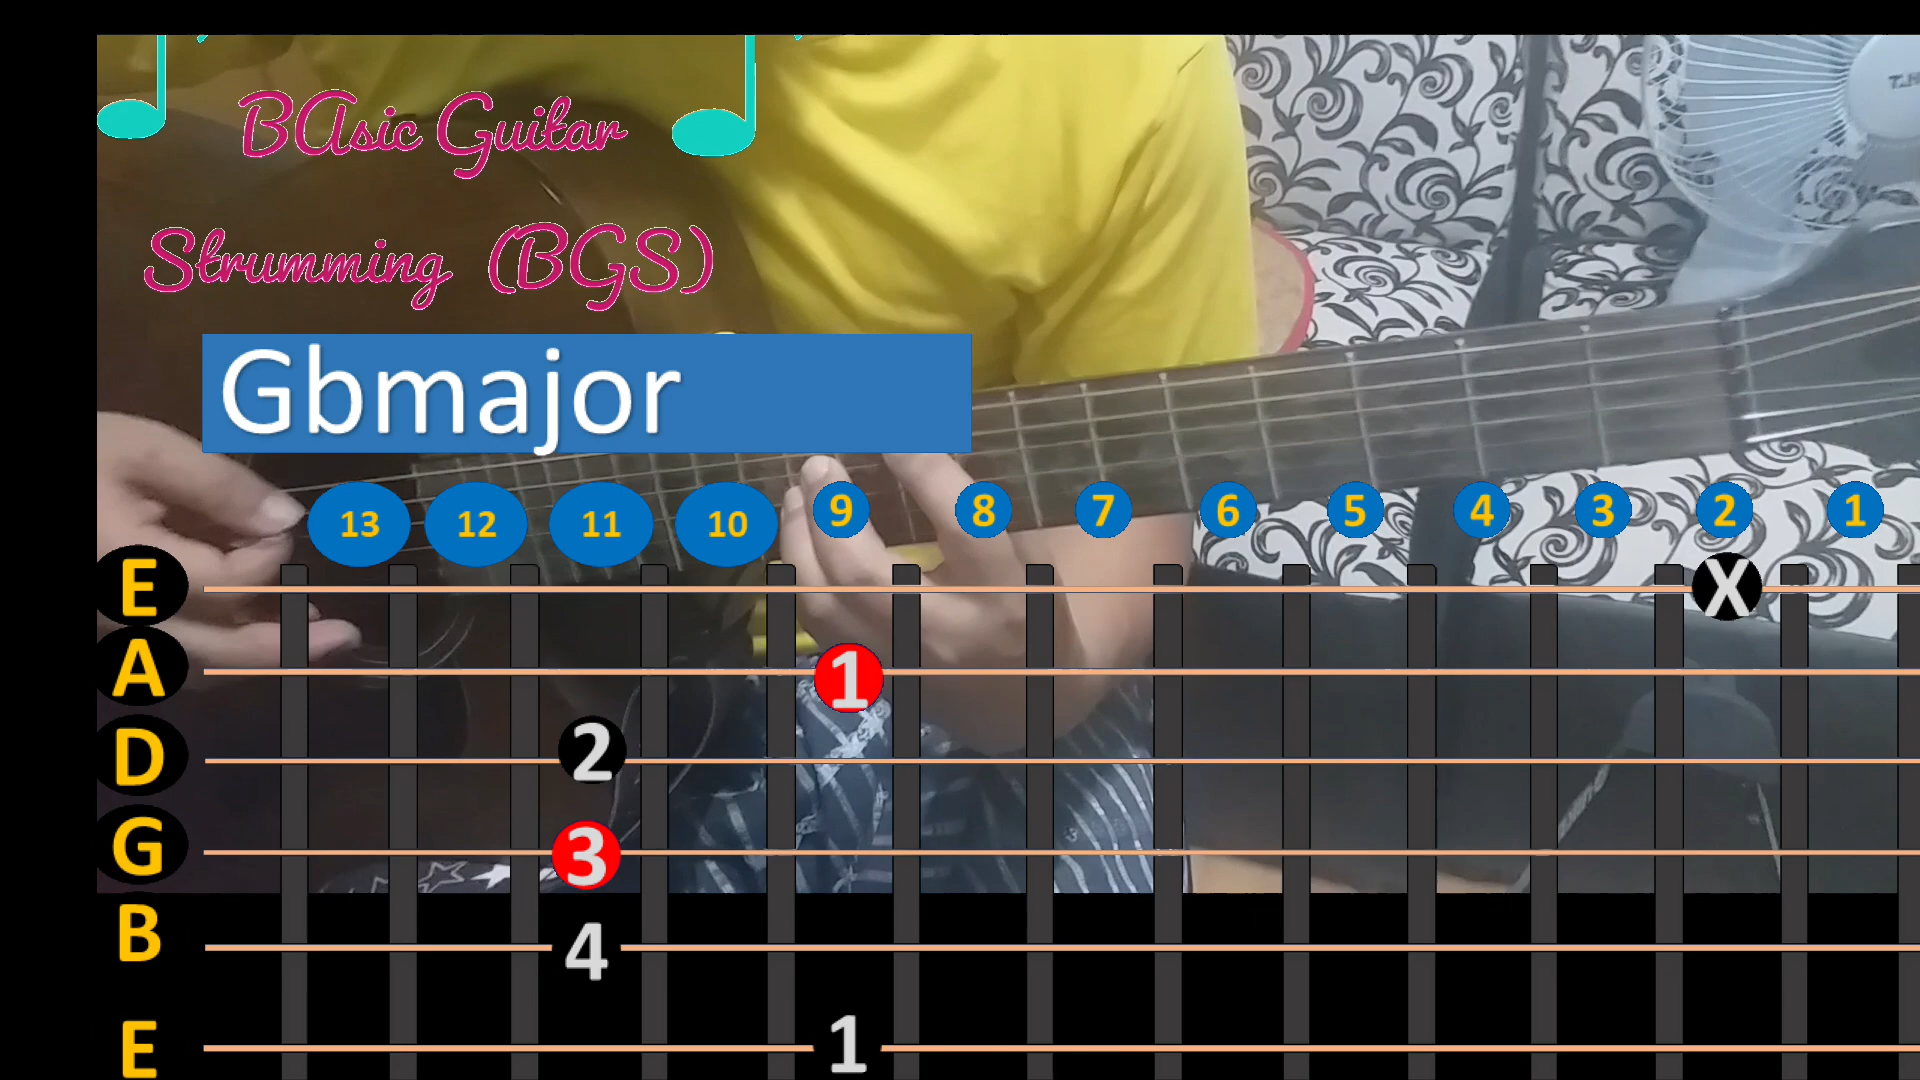 BAsic Guitar
Strumming (BGS)
Gbmajor
13 12 11 10 9 8 7 6 5 4 3 2 1
E X
A 1
D 2
G 3
B 4
E 1